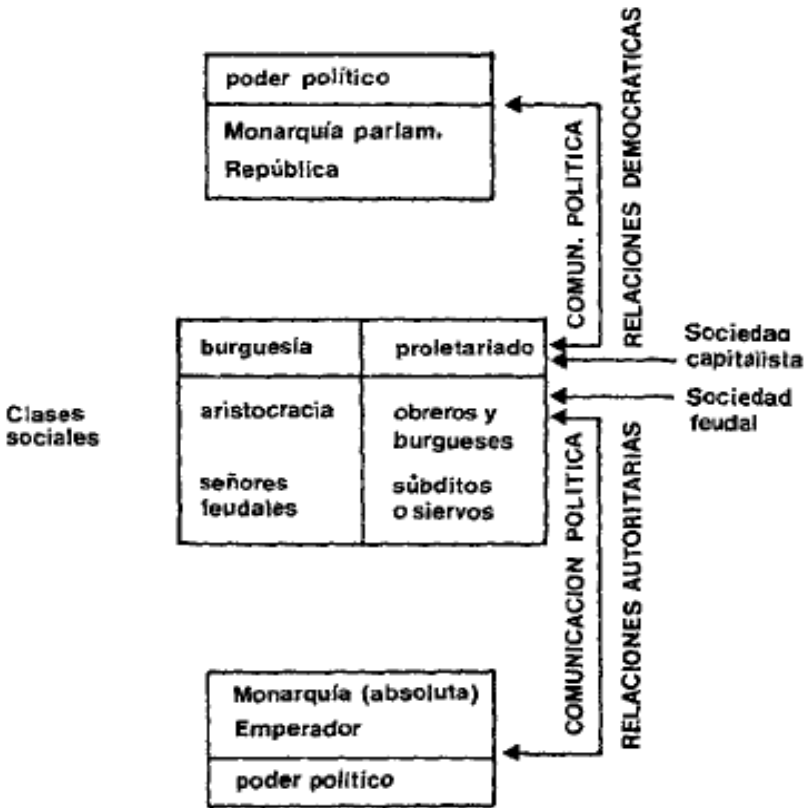 poder político
Monarquía parlam.
República
COMUN. POLITICA
RELACIONES DEMOCRATICAS
burguesía
proletariado
Sociedad
capitalista
Clases
sociales
aristocracia
obreros y
burgueses
Sociedad
feudal
señores
feudales
súbditos
o siervos
COMUNICACION POLITICA
RELACIONES AUTORITARIAS
Monarquía (absoluta)
Emperador
poder político